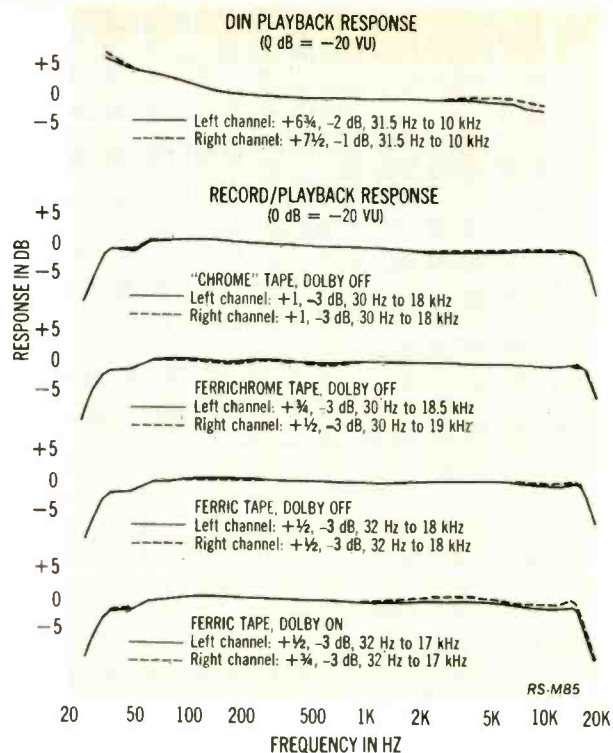 DIN PLAYBACK RESPONSE
(0 dB = −20 VU)
+5
0
−5
Left channel: +6¾, −2 dB, 31.5 Hz to 10 kHz
Right channel: +7½, −1 dB, 31.5 Hz to 10 kHz
RECORD/PLAYBACK RESPONSE
(0 dB = −20 VU)
RESPONSE IN DB
+5
0
−5
"CHROME" TAPE, DOLBY OFF
Left channel: +1, −3 dB, 30 Hz to 18 kHz
Right channel: +1, −3 dB, 30 Hz to 18 kHz
+5
0
−5
FERRICHROME TAPE, DOLBY OFF
Left channel: +¾, −3 dB, 30 Hz to 18.5 kHz
Right channel: +½, −3 dB, 30 Hz to 19 kHz
+5
0
−5
FERRIC TAPE, DOLBY OFF
Left channel: +½, −3 dB, 32 Hz to 18 kHz
Right channel: +½, −3 dB, 32 Hz to 18 kHz
+5
0
−5
FERRIC TAPE, DOLBY ON
Left channel: +½, −3 dB, 32 Hz to 17 kHz
Right channel: +¾, −3 dB, 32 Hz to 17 kHz
RS-M85
20 50 100 200 500 1K 2K 5K 10K 20K
FREQUENCY IN HZ